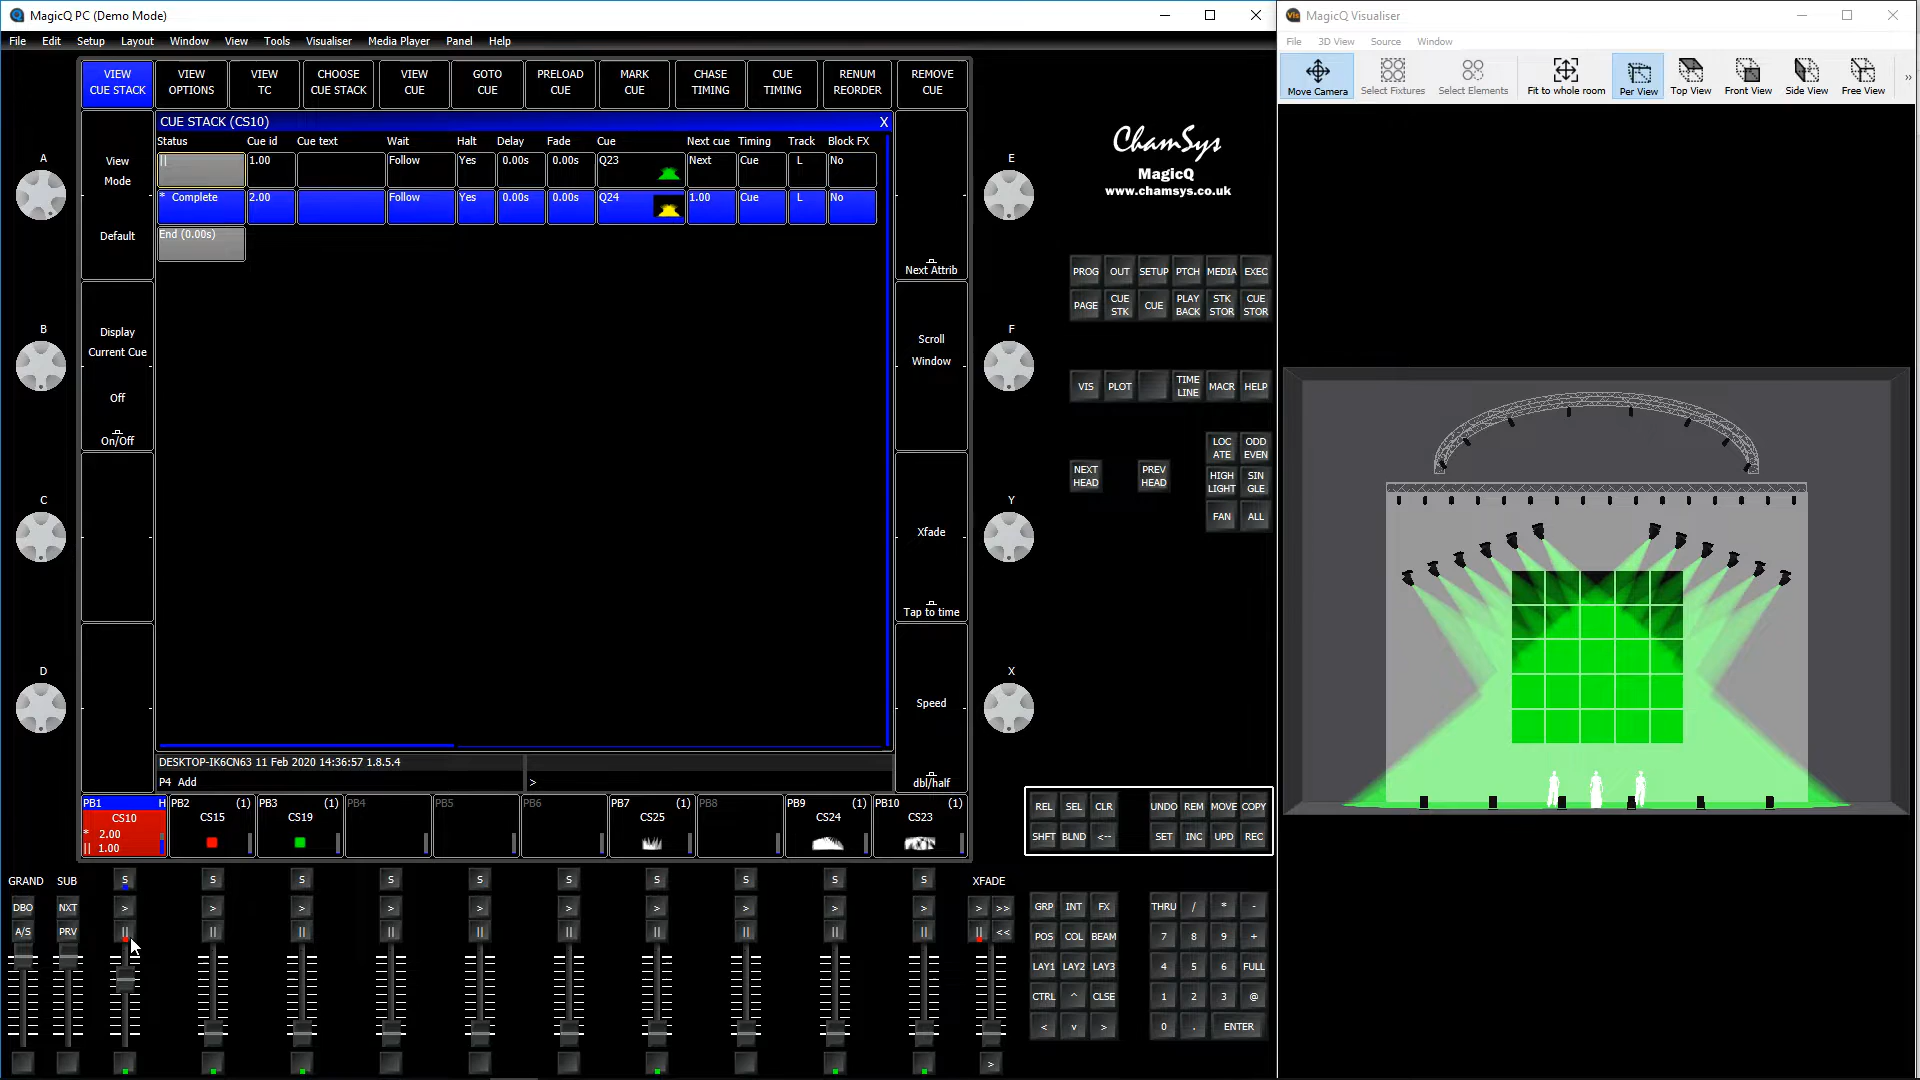 MagicQ PC (Demo Mode)
File Edit Setup Layout Window View Tools Visualiser Media Player Panel Help
VIEW CUE STACK
VIEW OPTIONS
VIEW TC
CHOOSE CUE STACK
VIEW CUE
GOTO CUE
PRELOAD CUE
MARK CUE
CHASE TIMING
CUE TIMING
RENUM REORDER
REMOVE CUE
CUE STACK (CS10) X
Status Cue id Cue text Wait Halt Delay Fade Cue Next cue Timing Track Block FX
|| 1.00 Follow Yes 0.00s 0.00s Q23 Next Cue L No
* Complete 2.00 Follow Yes 0.00s 0.00s Q24 1.00 Cue L No
End (0.00s)
A
View
Mode
Default
B
Display
Current Cue
Off
On/Off
C
D
E
Next Attrib
F
Scroll
Window
Y
Xfade
Tap to time
X
Speed
dbl/half
DESKTOP-IK6CN63 11 Feb 2020 14:36:57 1.8.5.4
P4 Add >
PB1 H PB2 (1) PB3 (1) PB4 PB5 PB6 PB7 (1) PB8 PB9 (1) PB10 (1)
CS10 CS15 CS19 CS25 CS24 CS23
* 2.00
|| 1.00
GRAND SUB S S S S S S S S S S XFADE
DBO NXT > > > > > > > > > > > >>
A/S PRV || || || || || || || || || || || <<
>
ChamSys
MagicQ
www.chamsys.co.uk
PROG OUT SETUP PTCH MEDIA EXEC
PAGE CUE STK CUE PLAY BACK STK STOR CUE STOR
VIS PLOT TIME LINE MACR HELP
LOC ATE ODD EVEN
NEXT HEAD PREV HEAD HIGH LIGHT SIN GLE
FAN ALL
REL SEL CLR UNDO REM MOVE COPY
SHFT BLND <-- SET INC UPD REC
GRP INT FX THRU / * -
POS COL BEAM 7 8 9 +
LAY1 LAY2 LAY3 4 5 6 FULL
CTRL ^ CLSE 1 2 3 @
< v > 0 . ENTER
MagicQ Visualiser
File 3D View Source Window
Move Camera Select Fixtures Select Elements Fit to whole room Per View Top View Front View Side View Free View »